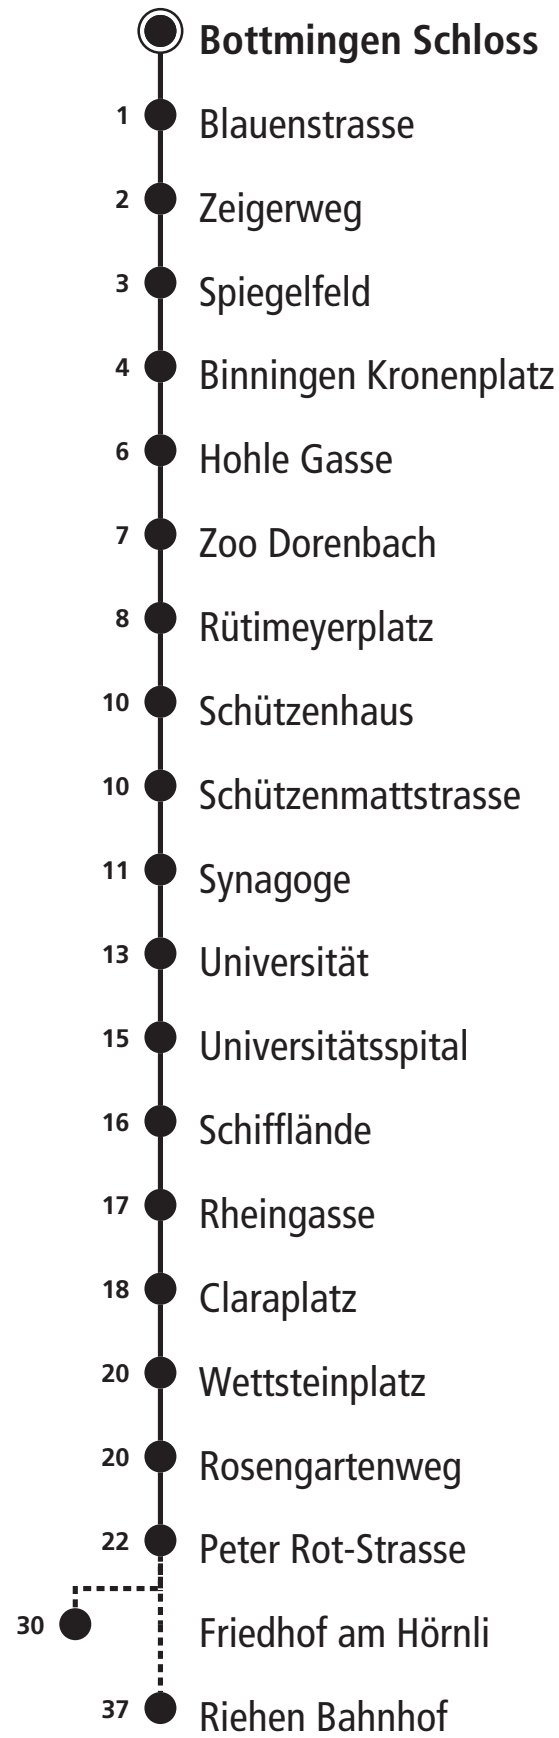 Bottmingen Schloss
1 Blauenstrasse
2 Zeigerweg
3 Spiegelfeld
4 Binningen Kronenplatz
6 Hohle Gasse
7 Zoo Dorenbach
8 Rütimeyerplatz
10 Schützenhaus
10 Schützenmattstrasse
11 Synagoge
13 Universität
15 Universitätsspital
16 Schifflände
17 Rheingasse
18 Claraplatz
20 Wettsteinplatz
20 Rosengartenweg
22 Peter Rot-Strasse
30 Friedhof am Hörnli
37 Riehen Bahnhof